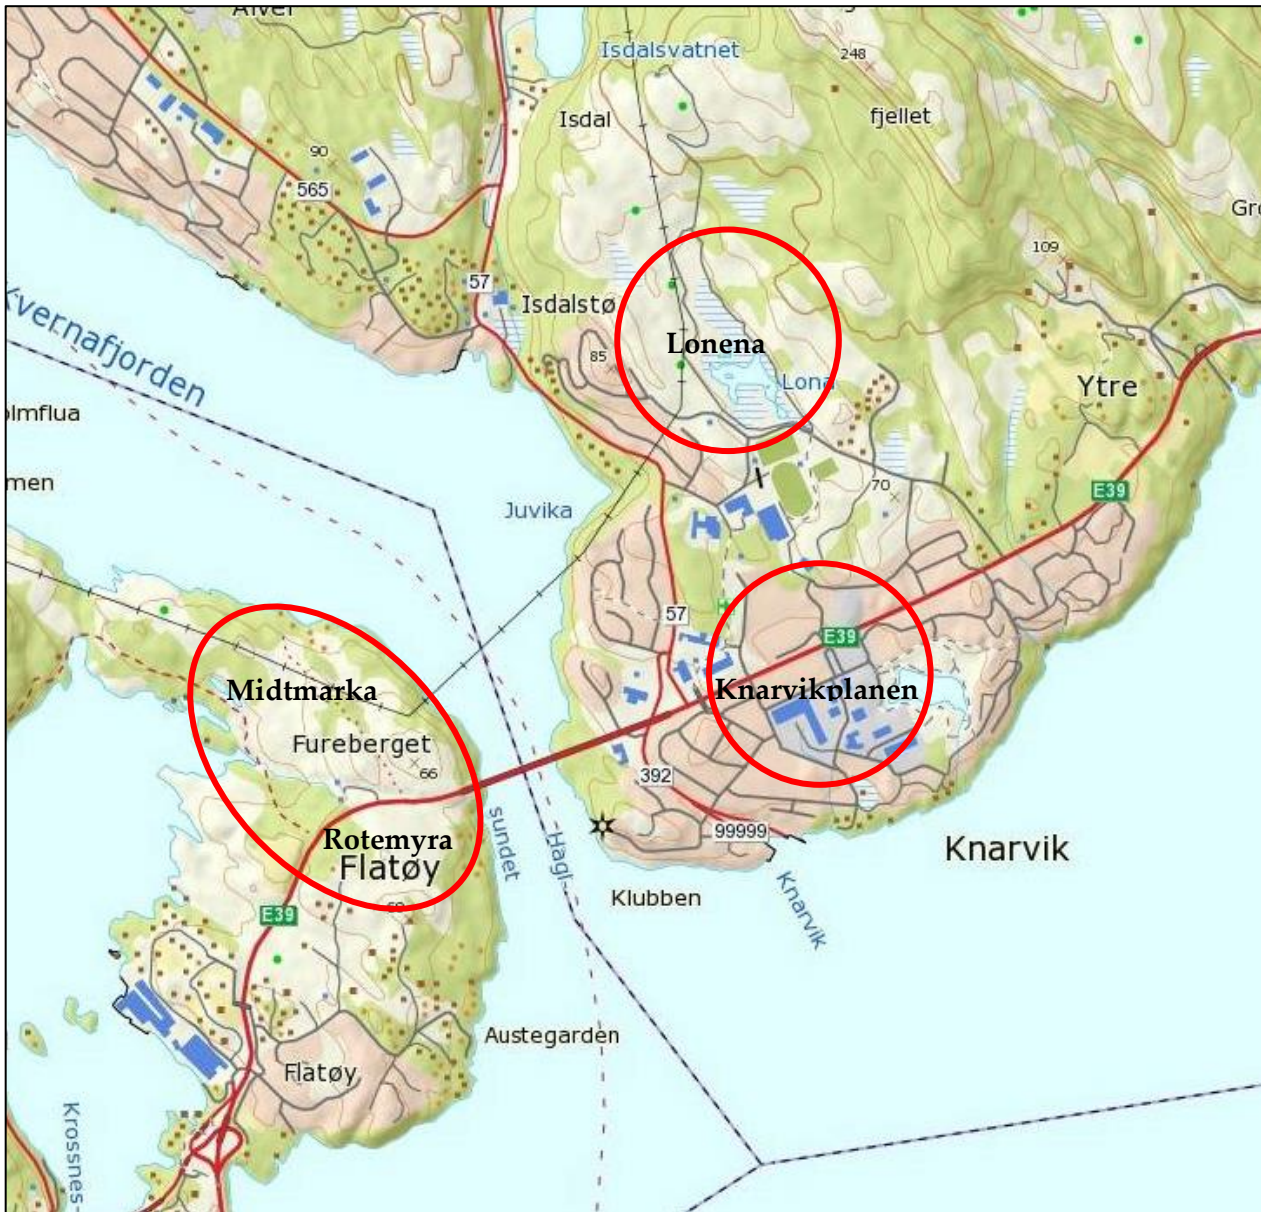 Alver
Isdalsvatnet
248
Isdal
fjellet
90
565
109
57
Isdalstø
Kvernafjorden
85
Lonena
Lona
Ytre
olmflua
men
70
E39
Juvika
57
E39
Midtmarka
Knarvikplanen
Fureberget
66
392
sundet
Hagl-
99999
Rotemyra
Flatøy
Knarvik
Klubben
Knarvik
E39
Austegarden
Flatøy
Krossnes-